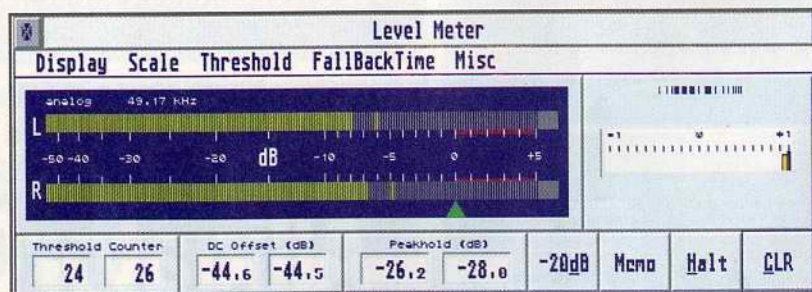 Level Meter
Display Scale Threshold FallBackTime Misc
analog 49.17 kHz
L
-50 -40 -30 -20 dB -10 -5 0 +5
R
-1 0 +1
Threshold Counter
24 26
DC Offset (dB)
-44.6 -44.5
Peakhold (dB)
-26.2 -28.0
-20dB
Memo
Halt
CLR